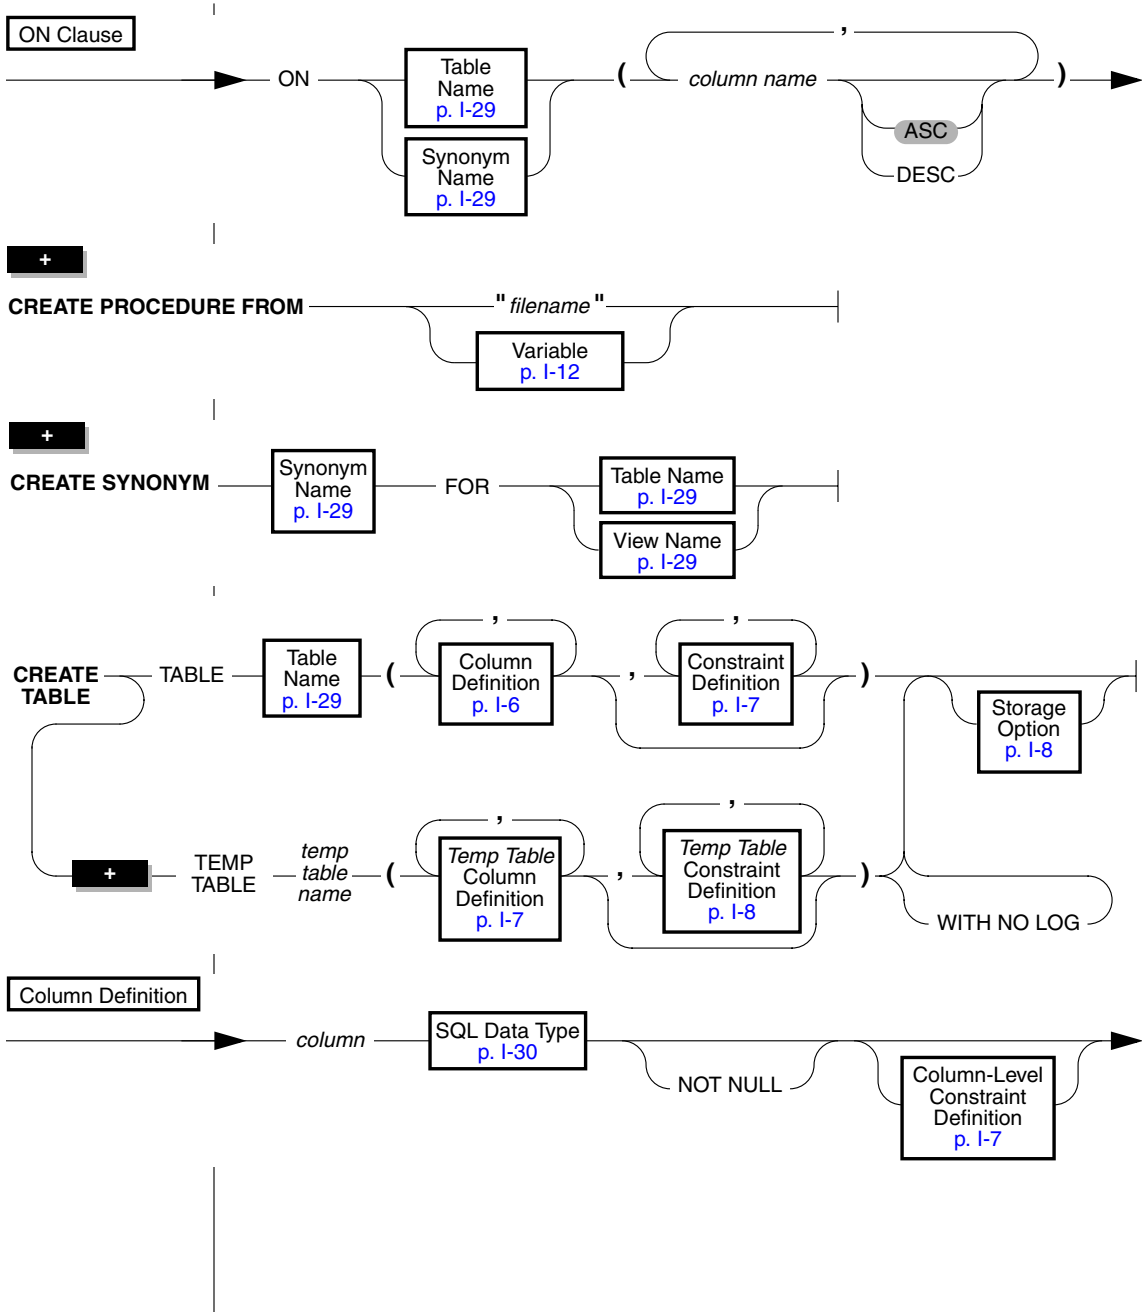 ON Clause
,
ON
Table
Name
p. I-29
(
column name
)
ASC
DESC
Synonym
Name
p. I-29
+
CREATE PROCEDURE FROM
"filename"
Variable
p. I-12
+
CREATE SYNONYM
Synonym
Name
p. I-29
FOR
Table Name
p. I-29
View Name
p. I-29
CREATE
TABLE
TABLE
Table
Name
p. I-29
(
,
Column
Definition
p. I-6
,
,
Constraint
Definition
p. I-7
)
Storage
Option
p. I-8
+
TEMP
TABLE
temp
table
name
(
,
Temp Table
Column
Definition
p. I-7
,
,
Temp Table
Constraint
Definition
p. I-8
)
WITH NO LOG
Column Definition
column
SQL Data Type
p. I-30
NOT NULL
Column-Level
Constraint
Definition
p. I-7